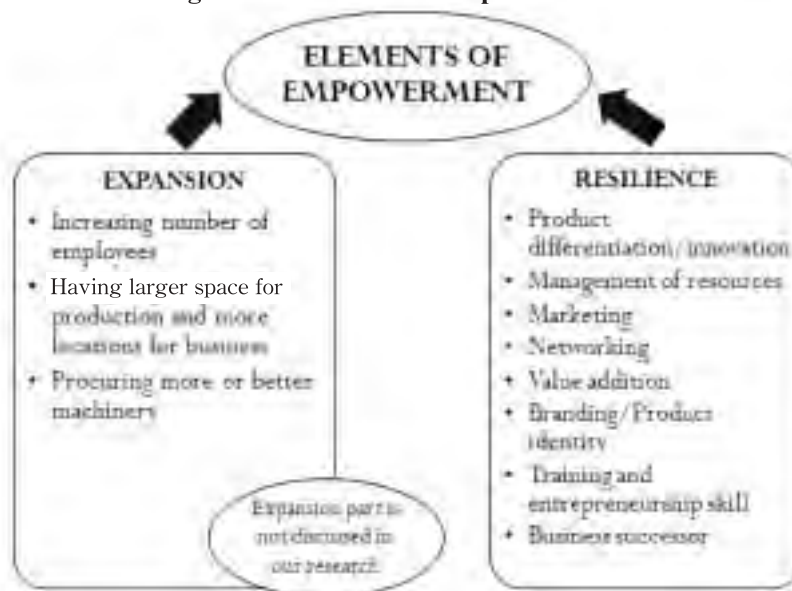 ELEMENTS OF
EMPOWERMENT
EXPANSION
• Increasing number of
employees
• Having larger space for
production and more
locations for business
• Procuring more or better
machiners
Expansion part is
not discussed in
our research
RESILIENCE
• Product
differentiation/innovation
• Management of resources
• Marketing
• Networking
• Value addition
• Branding/Product
identity
• Training and
entrepreneurship skill
• Business successor